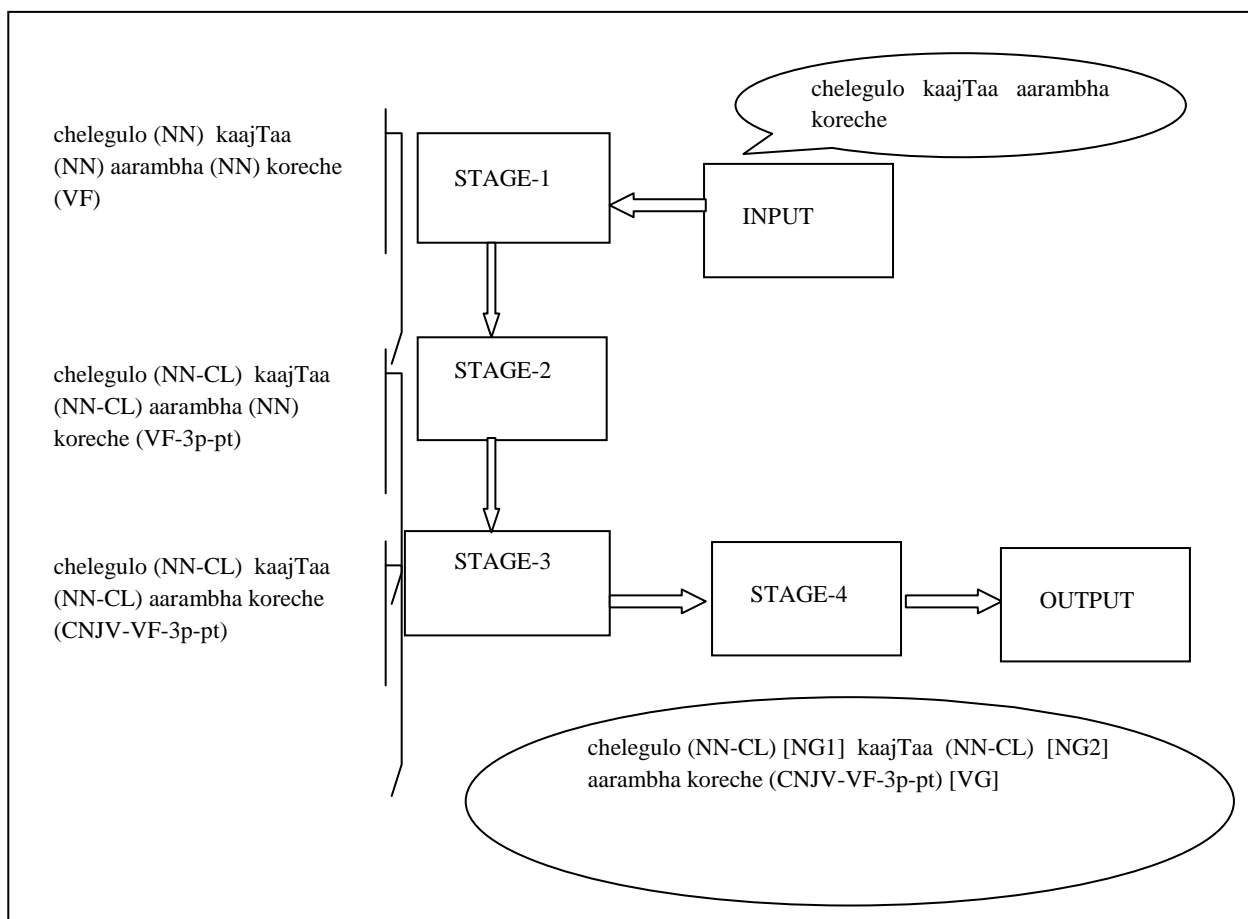 chelegulo kaajTaa aarambha
koreche
chelegulo (NN) kaajTaa
(NN) aarambha (NN) koreche
(VF)
STAGE-1
INPUT
chelegulo (NN-CL) kaajTaa
(NN-CL) aarambha (NN)
koreche (VF-3p-pt)
STAGE-2
chelegulo (NN-CL) kaajTaa
(NN-CL) aarambha koreche
(CNJV-VF-3p-pt)
STAGE-3
STAGE-4
OUTPUT
chelegulo (NN-CL) [NG1] kaajTaa (NN-CL) [NG2]
aarambha koreche (CNJV-VF-3p-pt) [VG]